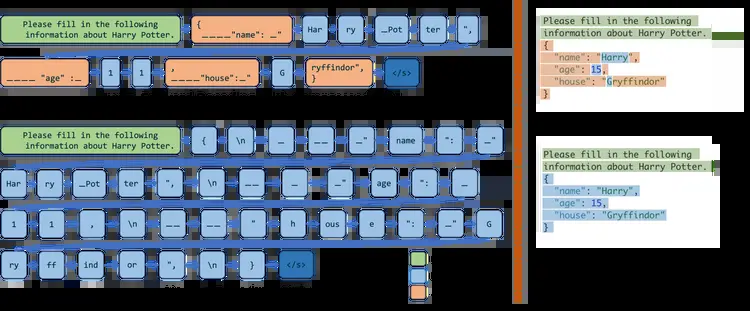 Please fill in the following
information about Harry Potter.
{
____"name": _"
Har ry _Pot ter ",
____ "age" :_ 1 1 ,
____"house":_" G ryffindor",
} </s>
Please fill in the following
information about Harry Potter.
{ \n _ __ _" name ": _"
Har ry _Pot ter ", \n __ _ _" age ": _
1 1 , \n __ __ " h ous e ": _" G
ry ff ind or ", \n } </s>
Please fill in the following
information about Harry Potter.
{
"name": "Harry",
"age": 15,
"house": "Gryffindor"
}
Please fill in the following
information about Harry Potter.
{
"name": "Harry",
"age": 15,
"house": "Gryffindor"
}